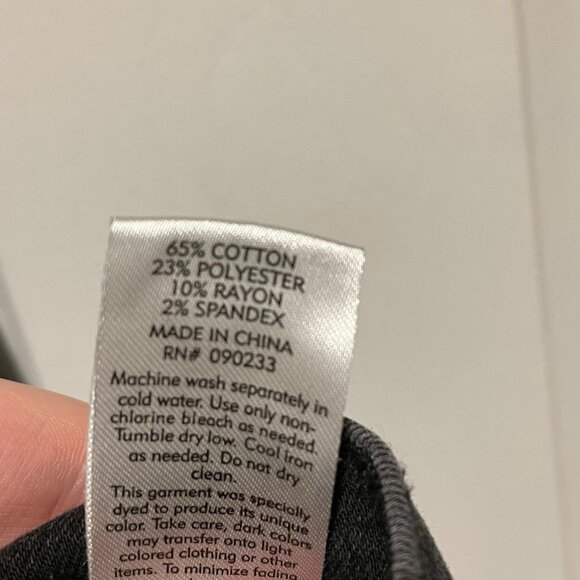 65% COTTON
23% POLYESTER
10% RAYON
2% SPANDEX
MADE IN CHINA
RN# 090233
Machine wash separately in
cold water. Use only non-
chlorine bleach as needed.
Tumble dry low. Cool iron
as needed. Do not dry
clean.
This garment was specially
dyed to produce its unique
color. Take care, dark colors
may transfer onto light
colored clothing or other
items. To minimize fading